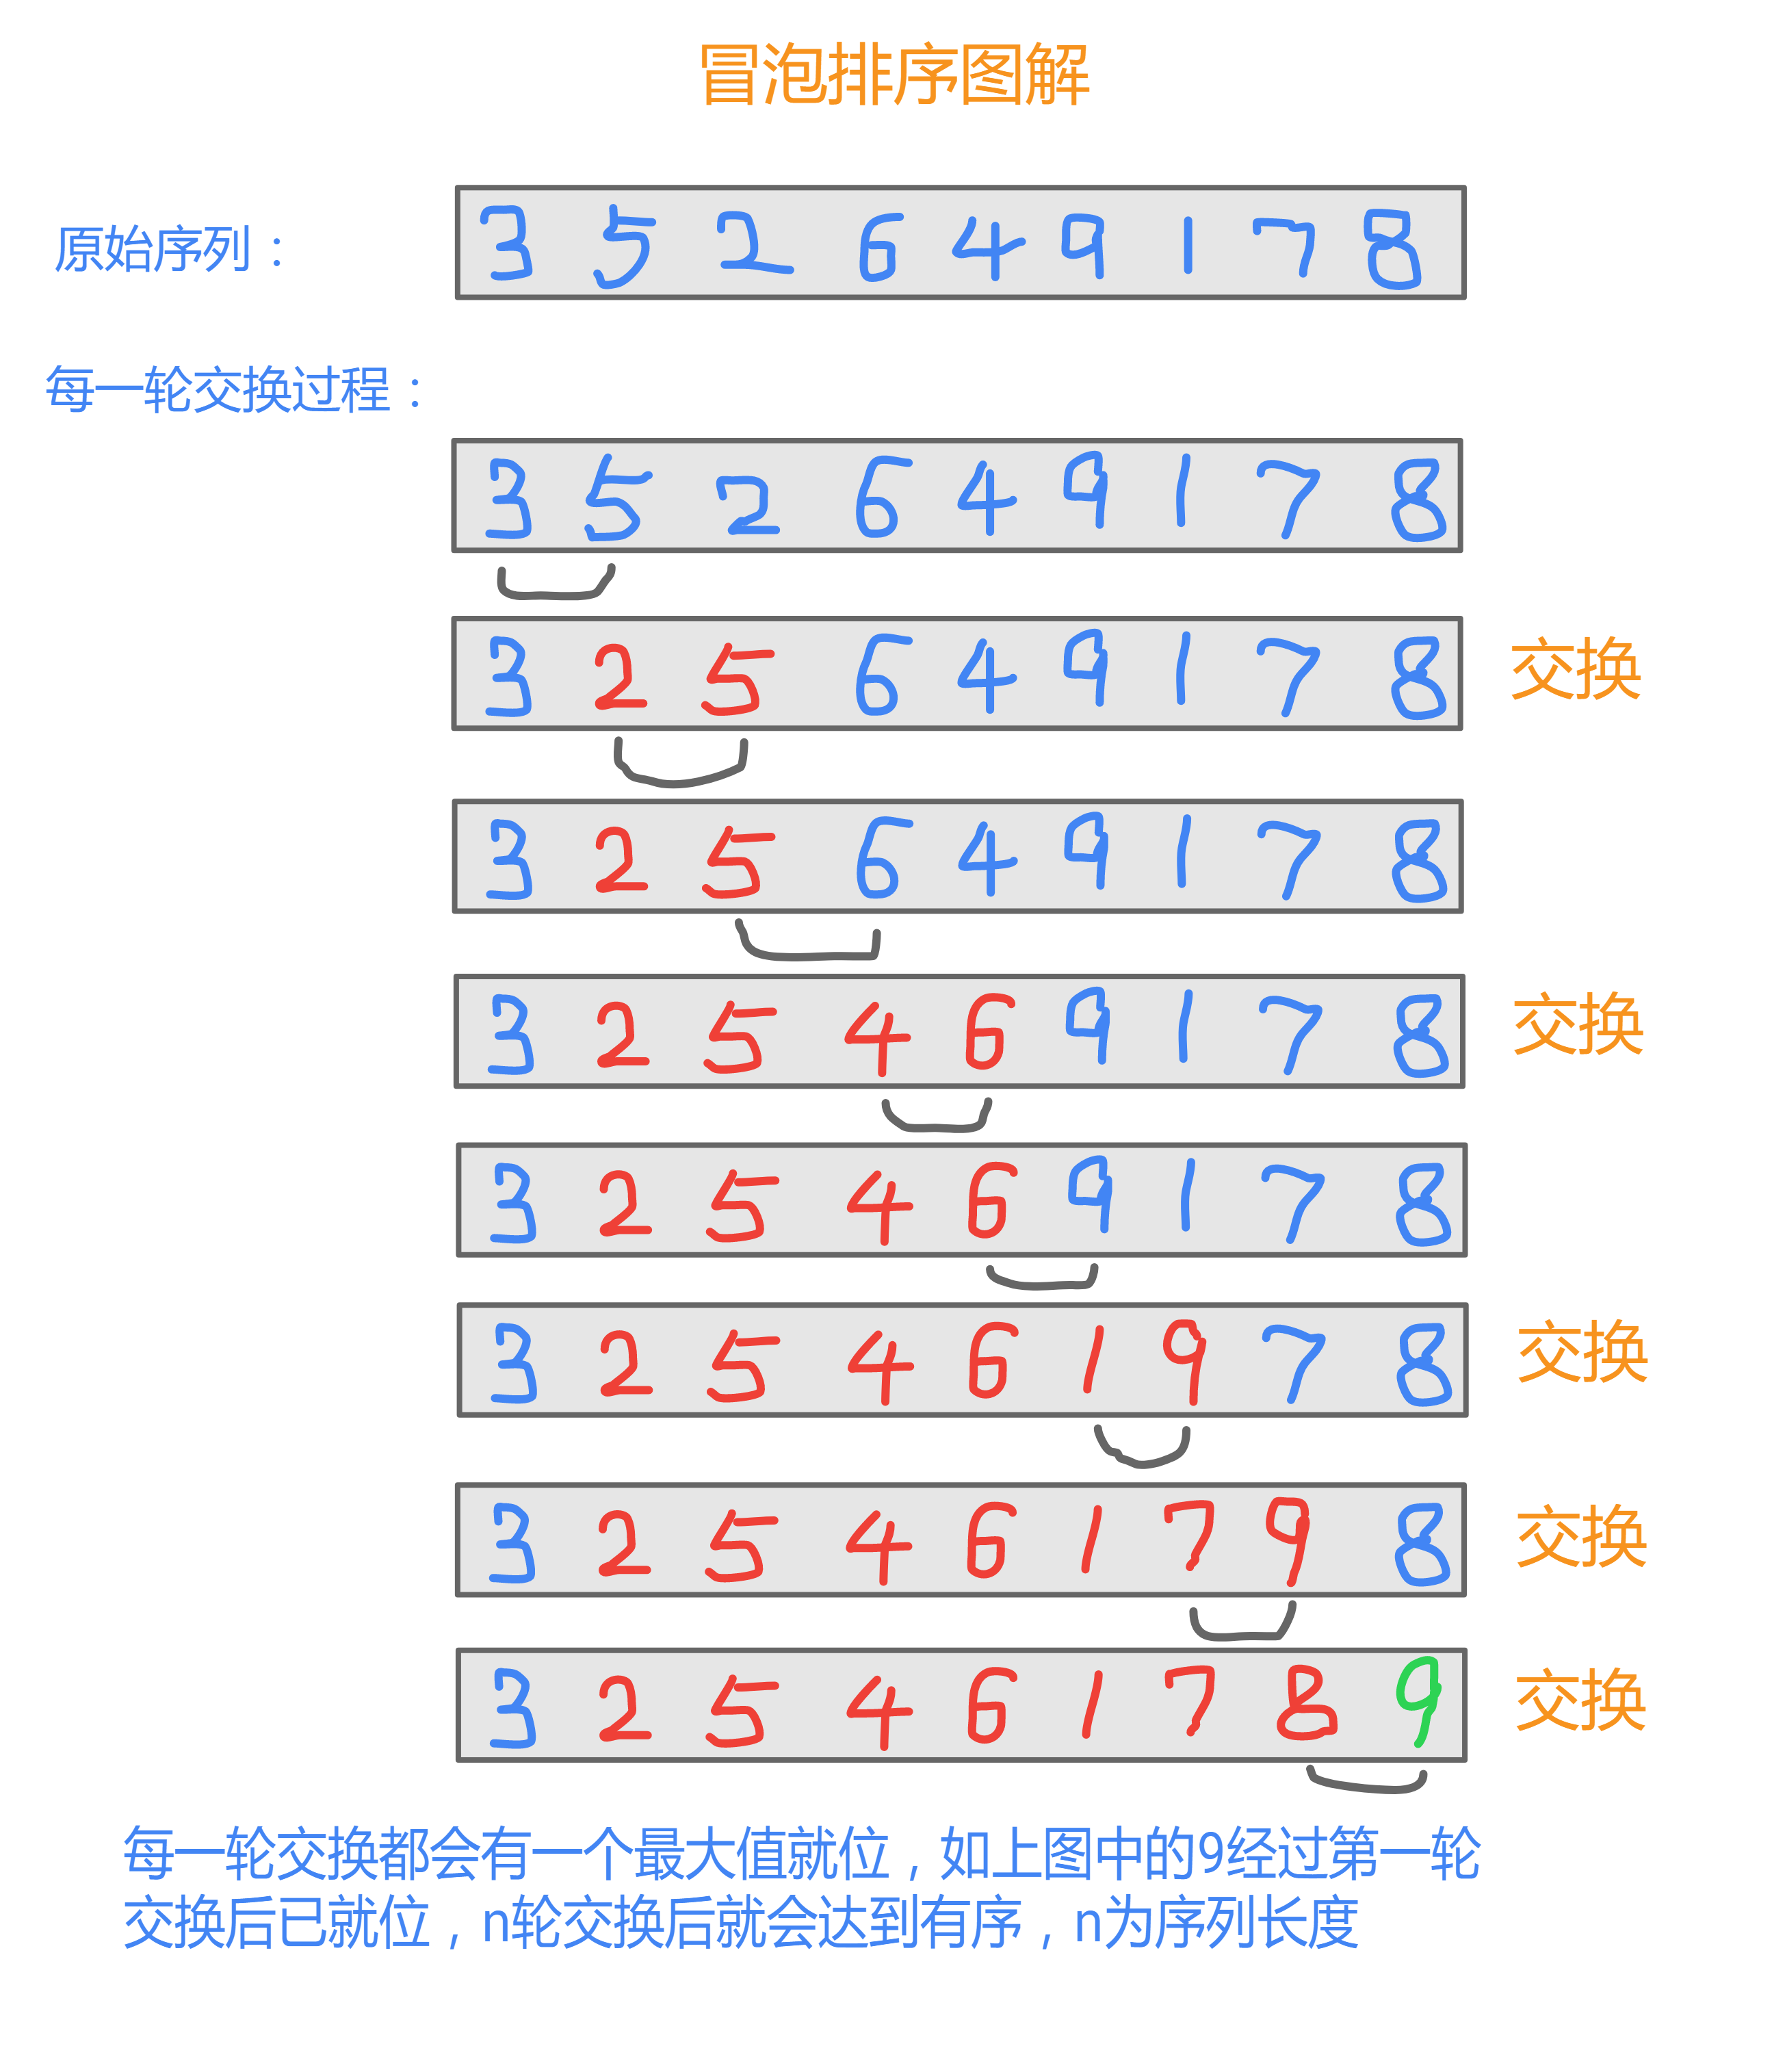 冒泡排序图解
原始序列：
3 5 2 6 4 9 1 7 8
每一轮交换过程：
3 5 2 6 4 9 1 7 8
3 2 5 6 4 9 1 7 8 交换
3 2 5 6 4 9 1 7 8
3 2 5 4 6 9 1 7 8 交换
3 2 5 4 6 9 1 7 8
3 2 5 4 6 1 9 7 8 交换
3 2 5 4 6 1 7 9 8 交换
3 2 5 4 6 1 7 8 9 交换
每一轮交换都会有一个最大值就位，如上图中的9经过第一轮
交换后已就位，n轮交换后就会达到有序，n为序列长度